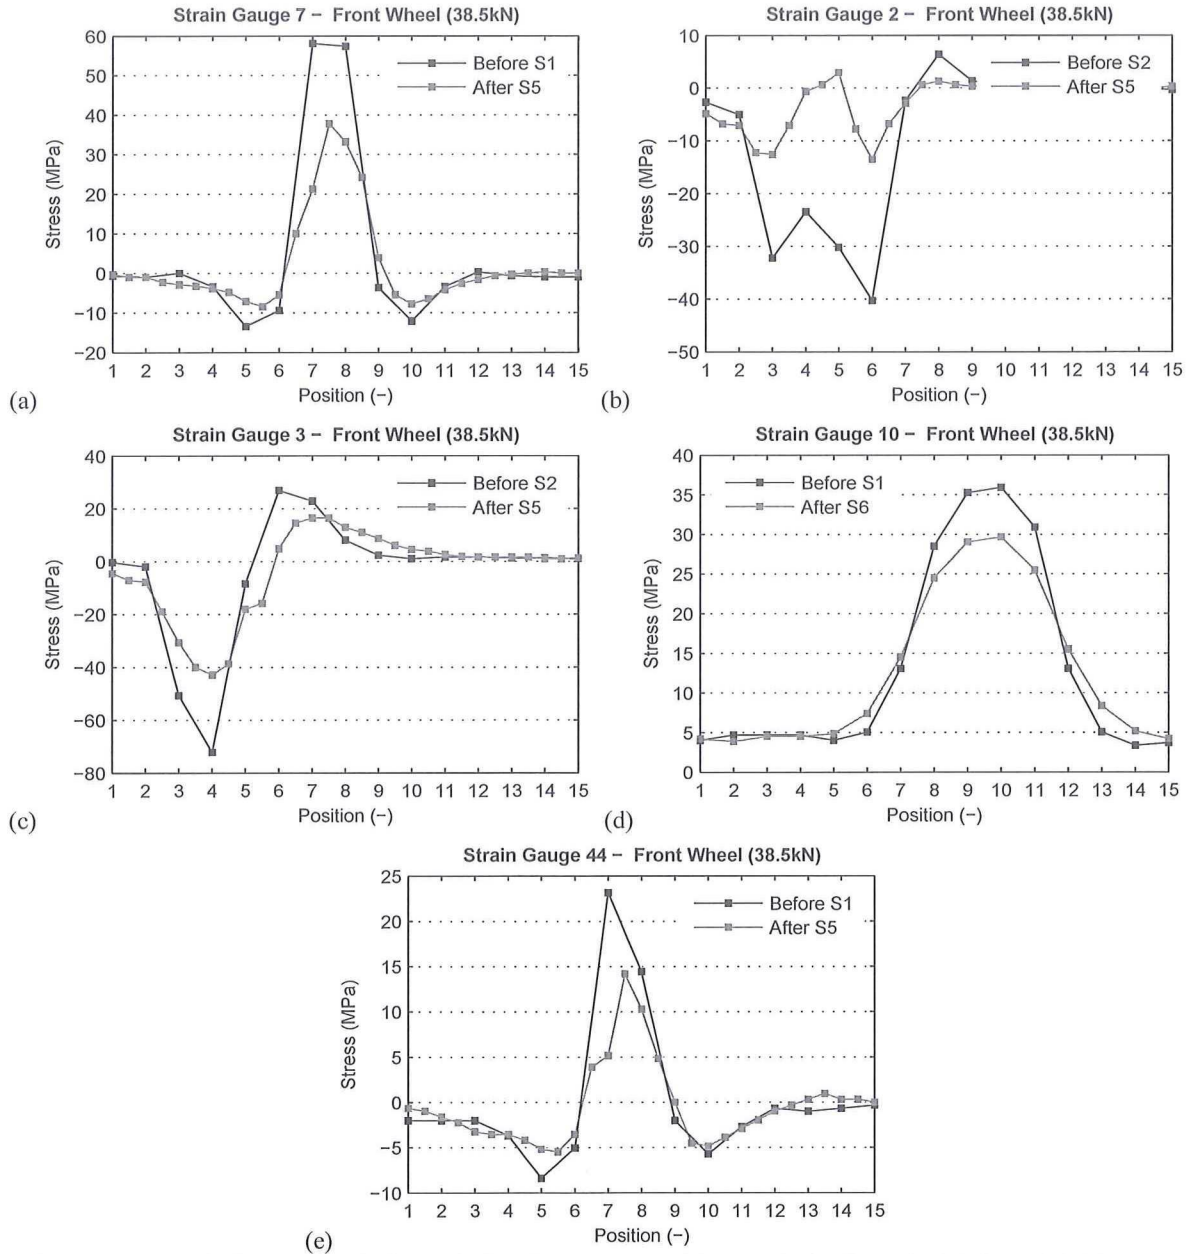 Strain Gauge 7 – Front Wheel (38.5kN)
60
50
40
30
20
10
0
−10
−20
Stress (MPa)
Before S1
After S5
1 2 3 4 5 6 7 8 9 10 11 12 13 14 15
Position (−)
(a)
Strain Gauge 2 – Front Wheel (38.5kN)
10
0
−10
−20
−30
−40
−50
Stress (MPa)
Before S2
After S5
1 2 3 4 5 6 7 8 9 10 11 12 13 14 15
Position (−)
(b)
Strain Gauge 3 – Front Wheel (38.5kN)
40
20
0
−20
−40
−60
−80
Stress (MPa)
Before S2
After S5
1 2 3 4 5 6 7 8 9 10 11 12 13 14 15
Position (−)
(c)
Strain Gauge 10 – Front Wheel (38.5kN)
40
35
30
25
20
15
10
5
0
Stress (MPa)
Before S1
After S6
1 2 3 4 5 6 7 8 9 10 11 12 13 14 15
Position (−)
(d)
Strain Gauge 44 – Front Wheel (38.5kN)
25
20
15
10
5
0
−5
−10
Stress (MPa)
Before S1
After S5
1 2 3 4 5 6 7 8 9 10 11 12 13 14 15
Position (−)
(e)